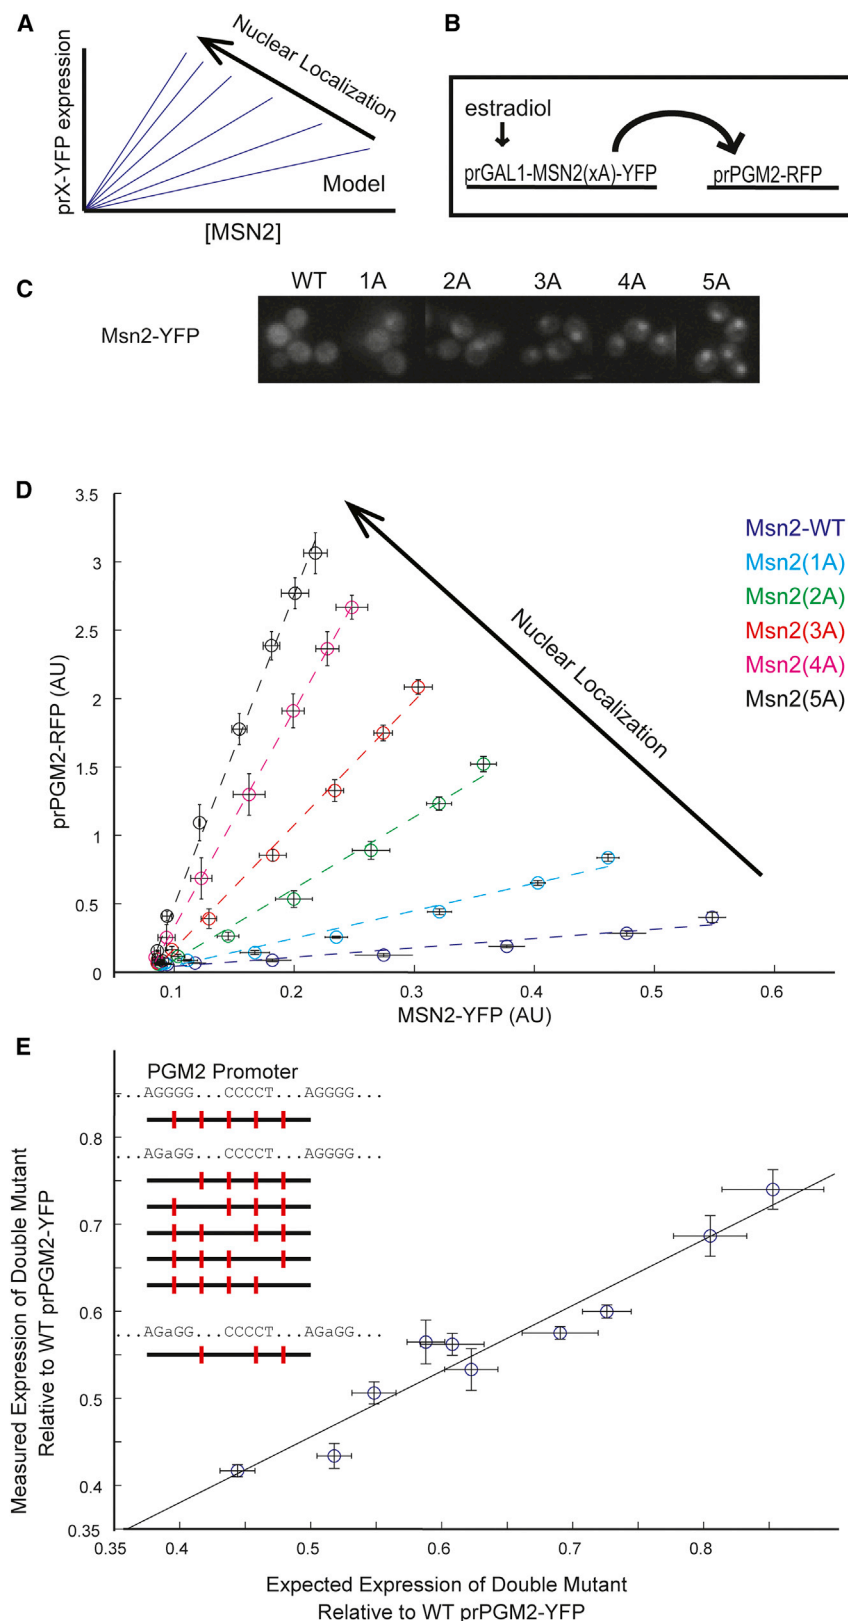 A
prX-YFP expression
Nuclear Localization
Model
[MSN2]
B
estradiol
prGAL1-MSN2(xA)-YFP
prPGM2-RFP
C
WT 1A 2A 3A 4A 5A
Msn2-YFP
D
prPGM2-RFP (AU)
3.5
3
2.5
2
1.5
1
0.5
0
Nuclear Localization
Msn2-WT
Msn2(1A)
Msn2(2A)
Msn2(3A)
Msn2(4A)
Msn2(5A)
0.1 0.2 0.3 0.4 0.5 0.6
MSN2-YFP (AU)
E
Measured Expression of Double Mutant
Relative to WT prPGM2-YFP
0.8
0.7
0.6
0.5
0.4
0.35
PGM2 Promoter
...AGGGG...CCCCT...AGGGG...
...AGaGG...CCCCT...AGGGG...
...AGaGG...CCCCT...AGaGG...
0.35 0.4 0.5 0.6 0.7 0.8
Expected Expression of Double Mutant
Relative to WT prPGM2-YFP